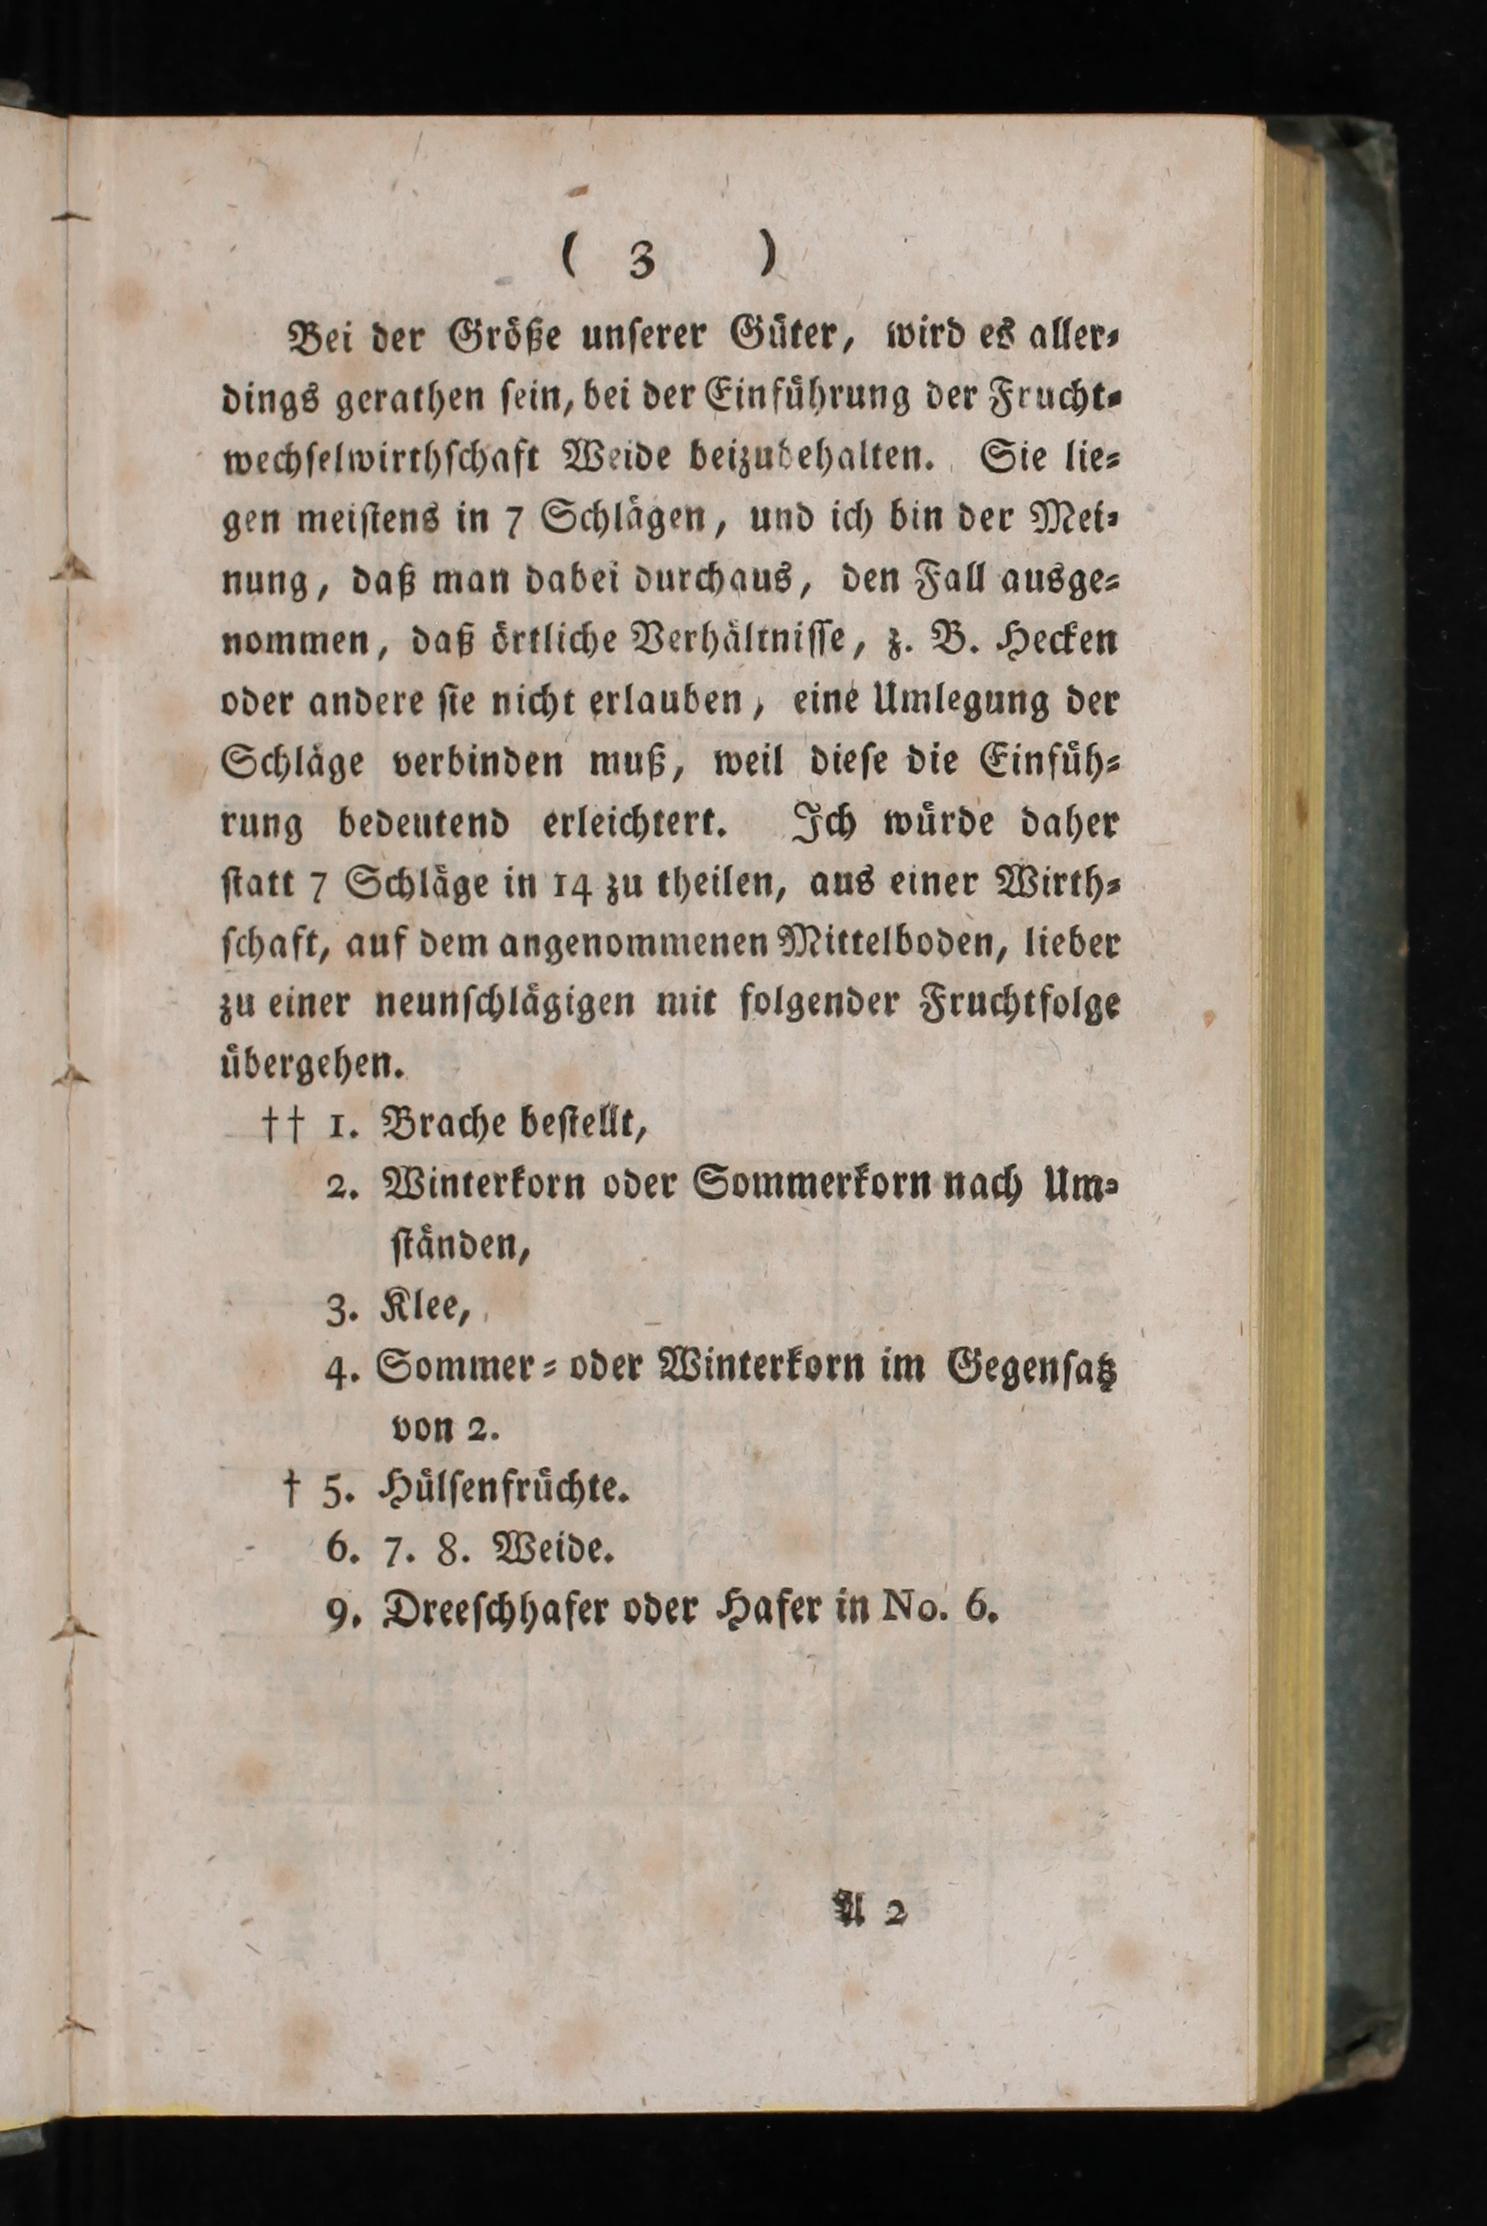 ( 3 )
Bei der Größe unſerer Güter, wird es aller⸗
dings gerathen ſein, bei der Einführung der Frucht⸗
wechſelwirthſchaft Weide beizubehalten. Sie lie⸗
gen meiſtens in 7 Schlägen, und ich bin der Mei⸗
nung, daß man dabei durchaus, den Fall ausge⸗
nommen, daß örtliche Verhältniſſe, z. B. Hecken
oder andere ſie nicht erlauben, eine Umlegung der
Schläge verbinden muß, weil dieſe die Einfüh⸗
rung bedeutend erleichtert. Ich würde daher
ſtatt 7 Schläge in 14 zu theilen, aus einer Wirth⸗
ſchaft, auf dem angenommenen Mittelboden, lieber
zu einer neunſchlägigen mit folgender Fruchtfolge
übergehen.
†† 1. Brache beſtellt,
2. Winterkorn oder Sommerkorn nach Um⸗
ſtänden,
3. Klee,
4. Sommer⸗ oder Winterkorn im Gegenſatz
von 2.
† 5. Hülſenfrüchte.
6. 7. 8. Weide.
9. Dreeſchhafer oder Hafer in No. 6.
A 2